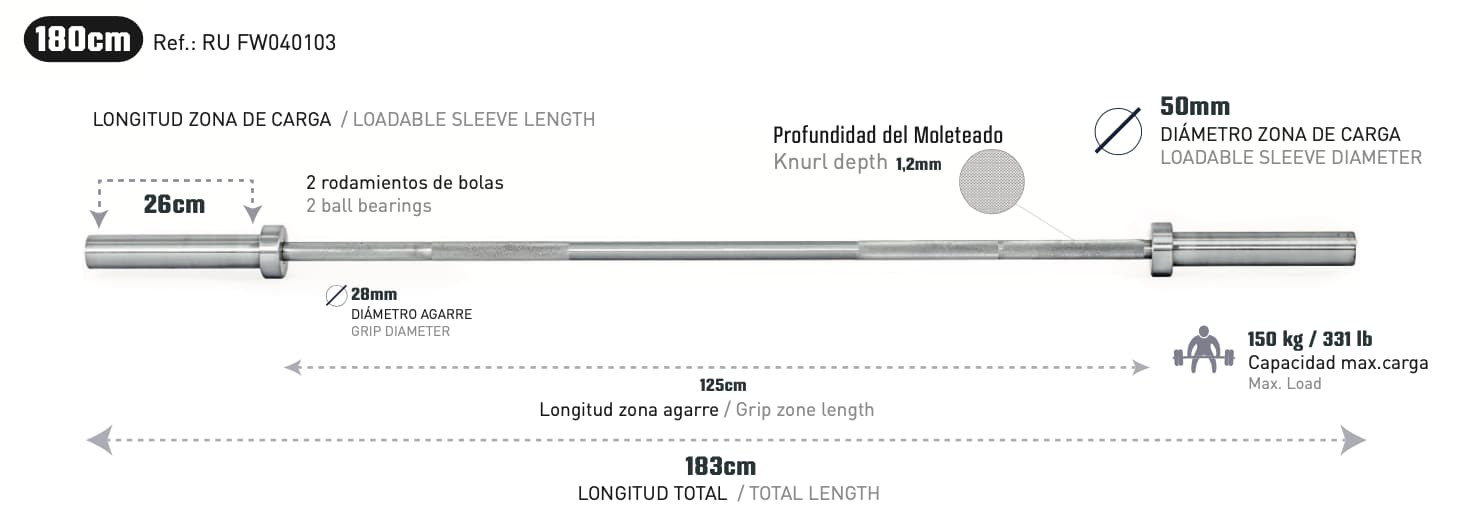 180cm Ref.: RU FW040103
LONGITUD ZONA DE CARGA / LOADABLE SLEEVE LENGTH
26cm
2 rodamientos de bolas
2 ball bearings
Profundidad del Moleteado
Knurl depth 1,2mm
50mm
DIÁMETRO ZONA DE CARGA
LOADABLE SLEEVE DIAMETER
28mm
DIÁMETRO AGARRE
GRIP DIAMETER
150 kg / 331 lb
Capacidad max.carga
Max. Load
125cm
Longitud zona agarre / Grip zone length
183cm
LONGITUD TOTAL / TOTAL LENGTH